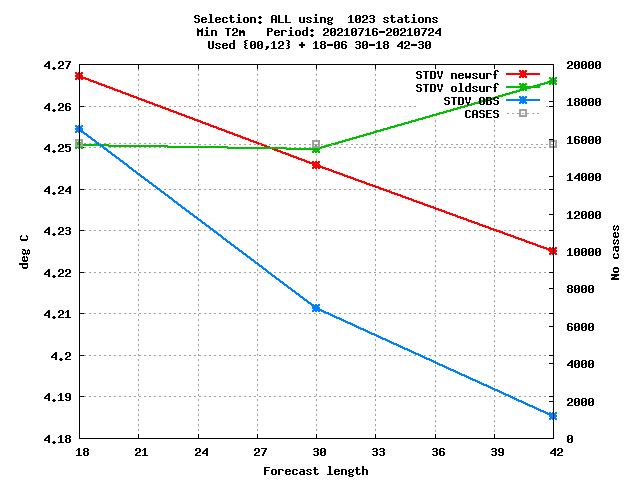 Selection: ALL using  1023 stations
Min T2m   Period: 20210716-20210724
Used {00,12} + 18-06 30-18 42-30
STDV newsurf
STDV oldsurf
STDV OBS
CASES
4.27
4.26
4.25
4.24
4.23
4.22
4.21
4.2
4.19
4.18
deg C
20000
18000
16000
14000
12000
10000
8000
6000
4000
2000
0
No cases
18 21 24 27 30 33 36 39 42
Forecast length